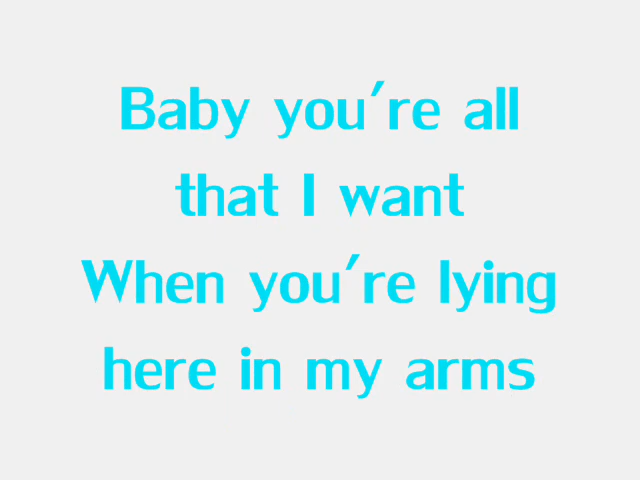 Baby you're all
that I want
When you're lying
here in my arms